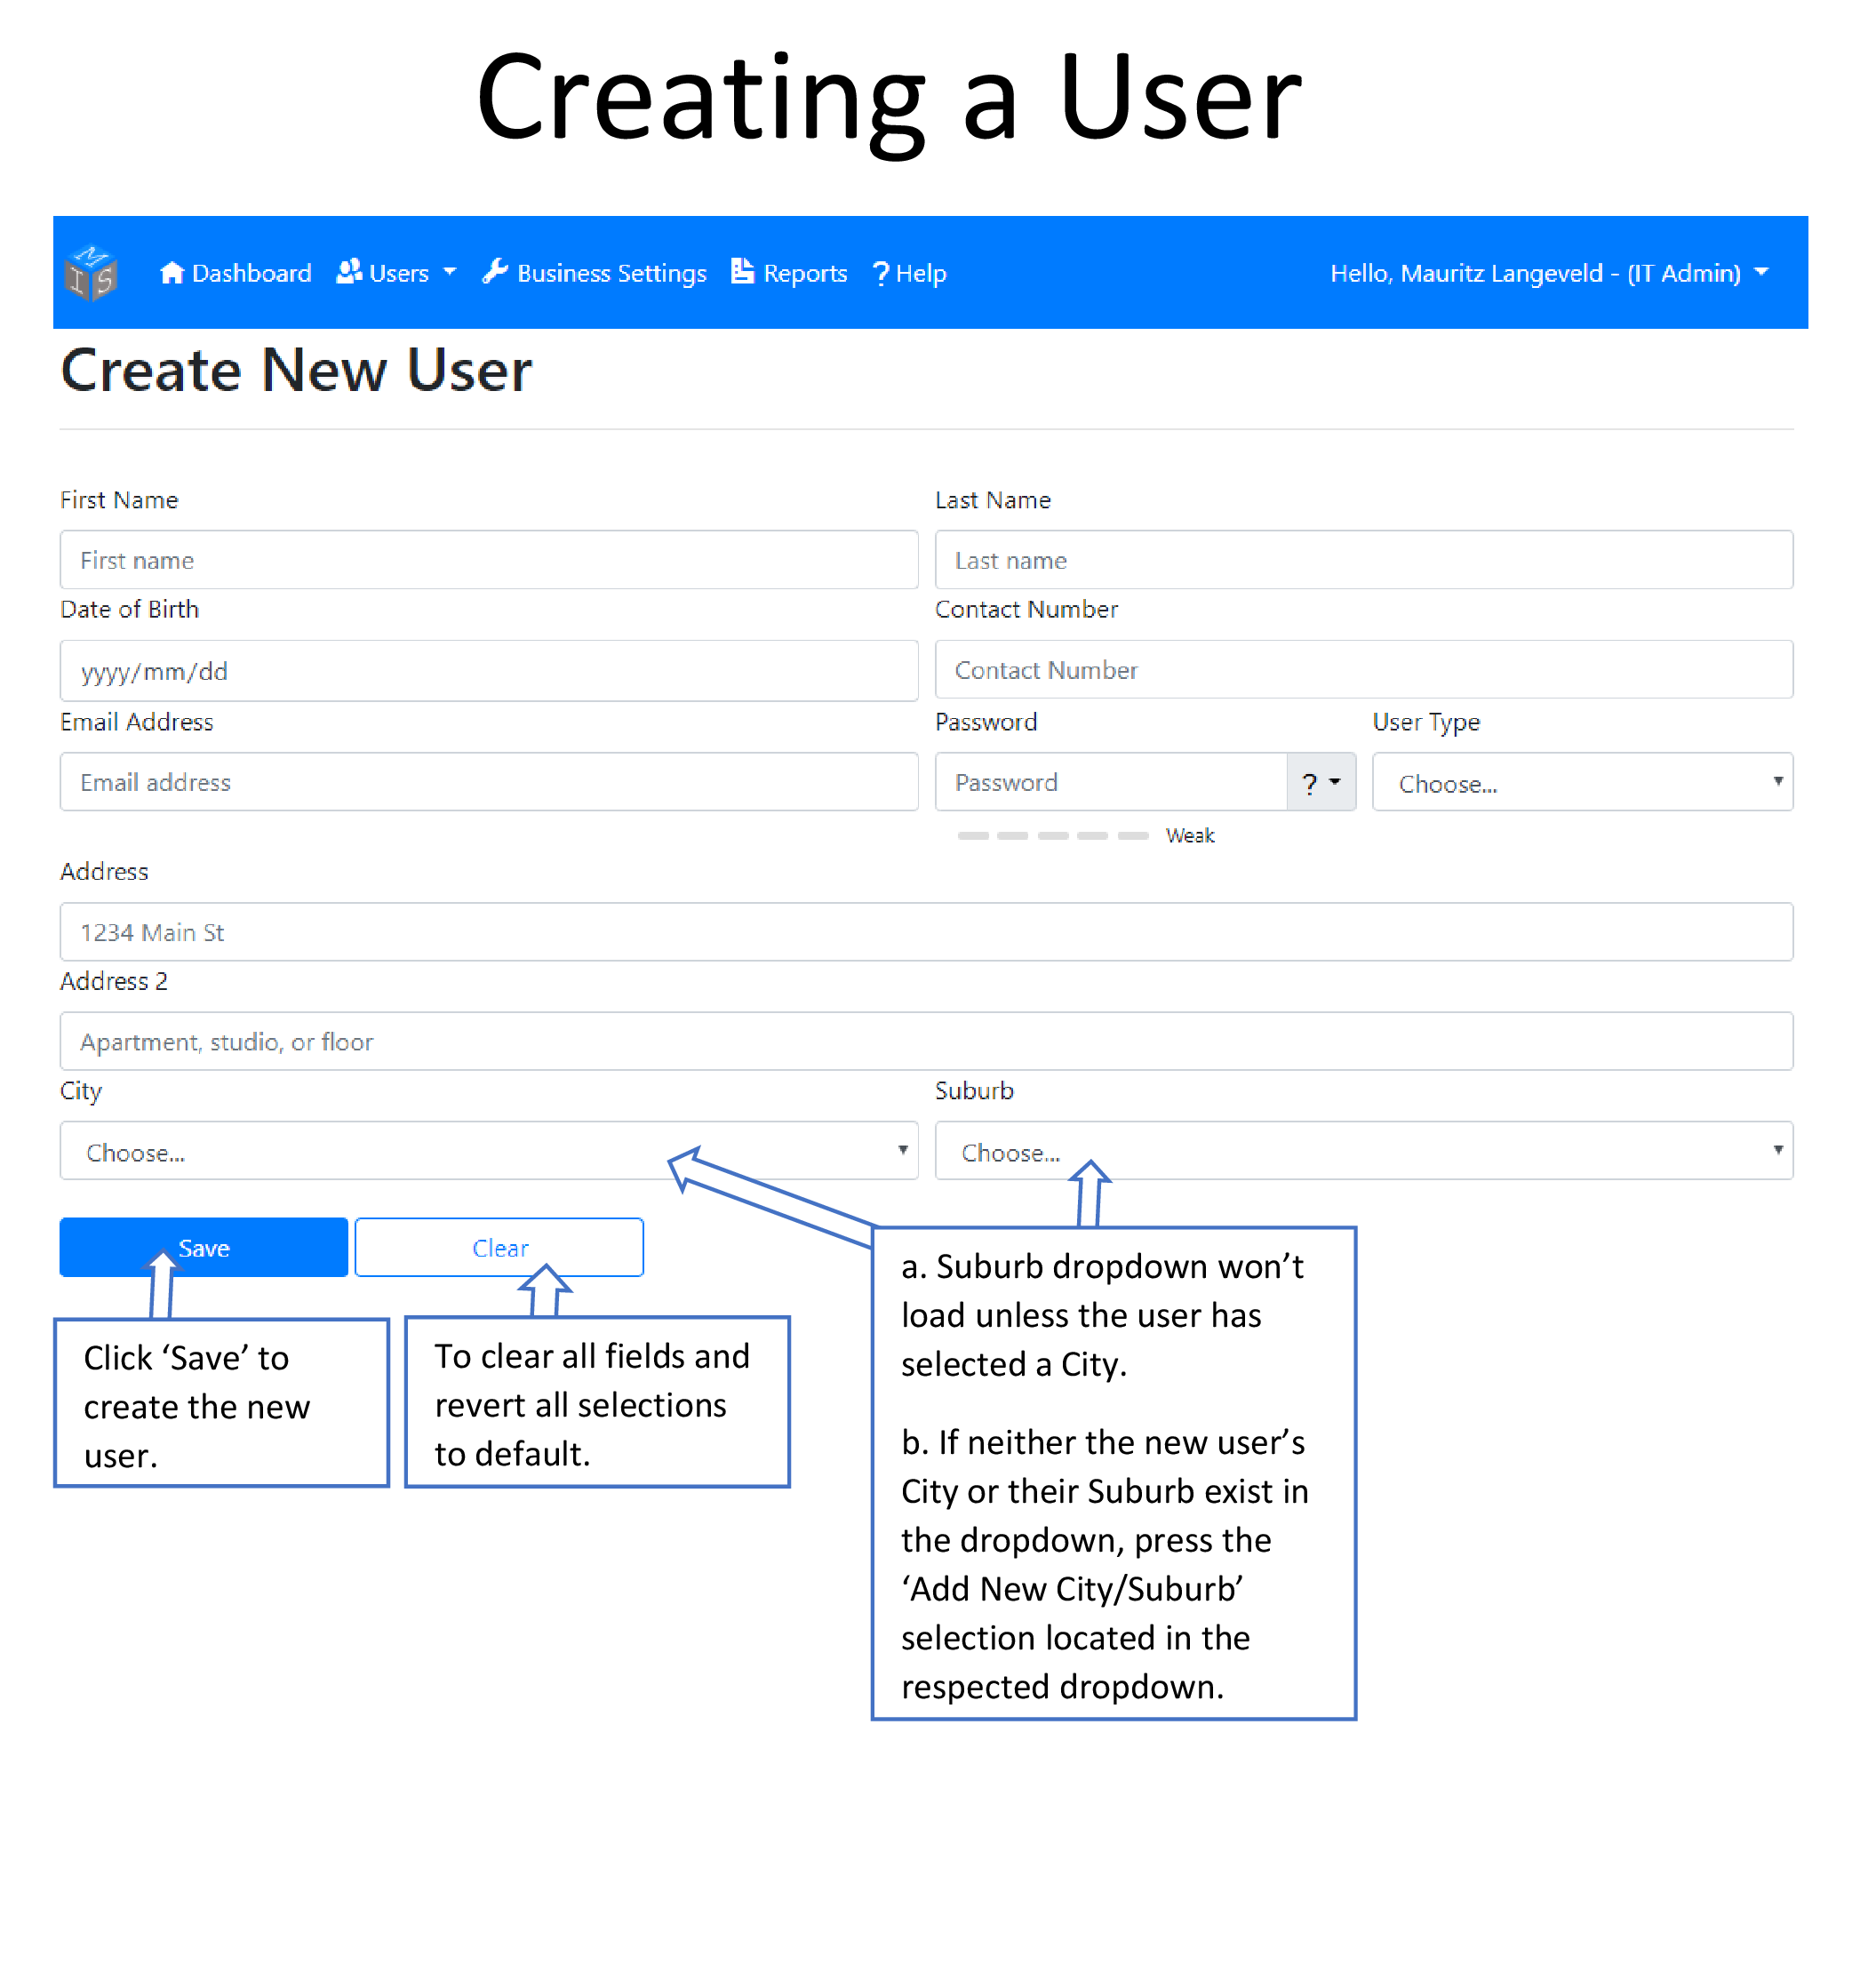 Creating a User
M
I S
Dashboard Users Business Settings Reports ? Help Hello, Mauritz Langeveld - (IT Admin)
Create New User
First Name Last Name
First name Last name
Date of Birth Contact Number
yyyy/mm/dd Contact Number
Email Address Password User Type
Email address Password ? Choose...
Weak
Address
1234 Main St
Address 2
Apartment, studio, or floor
City Suburb
Choose... Choose...
Save Clear
Click ‘Save’ to
create the new
user.
To clear all fields and
revert all selections
to default.
a. Suburb dropdown won’t
load unless the user has
selected a City.
b. If neither the new user’s
City or their Suburb exist in
the dropdown, press the
‘Add New City/Suburb’
selection located in the
respected dropdown.